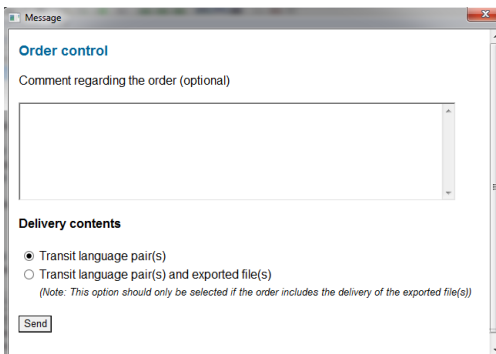 Message
Order control
Comment regarding the order (optional)
Delivery contents
Transit language pair(s)
Transit language pair(s) and exported file(s)
(Note: This option should only be selected if the order includes the delivery of the exported file(s))
Send